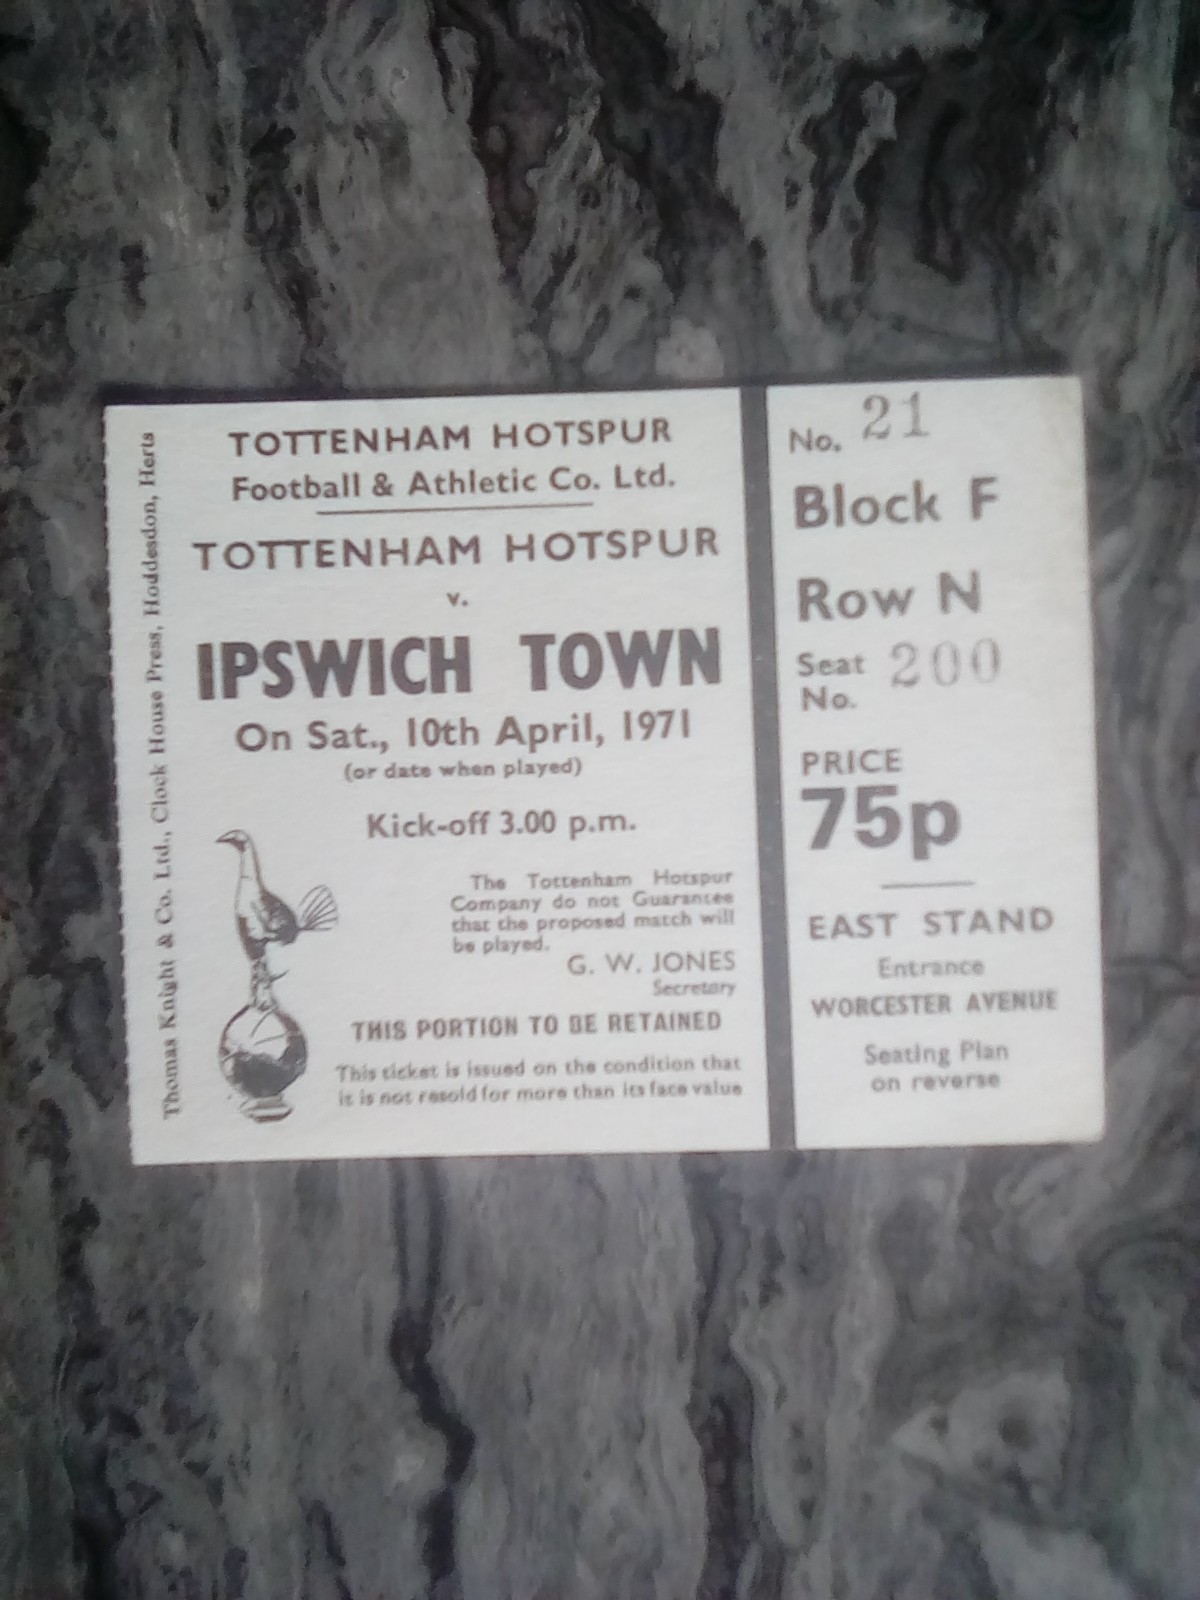 Thomas Knight & Co. Ltd., Clock House Press, Hoddesdon, Herts
TOTTENHAM HOTSPUR
Football & Athletic Co. Ltd.
TOTTENHAM HOTSPUR
v.
IPSWICH TOWN
On Sat., 10th April, 1971
(or date when played)
Kick-off 3.00 p.m.
The Tottenham Hotspur
Company do not Guarantee
that the proposed match will
be played.
G. W. JONES
Secretary
THIS PORTION TO BE RETAINED
This ticket is issued on the condition that
it is not resold for more than its face value
No. 21
Block F
Row N
Seat 200
No.
PRICE
75p
EAST STAND
Entrance
WORCESTER AVENUE
Seating Plan
on reverse